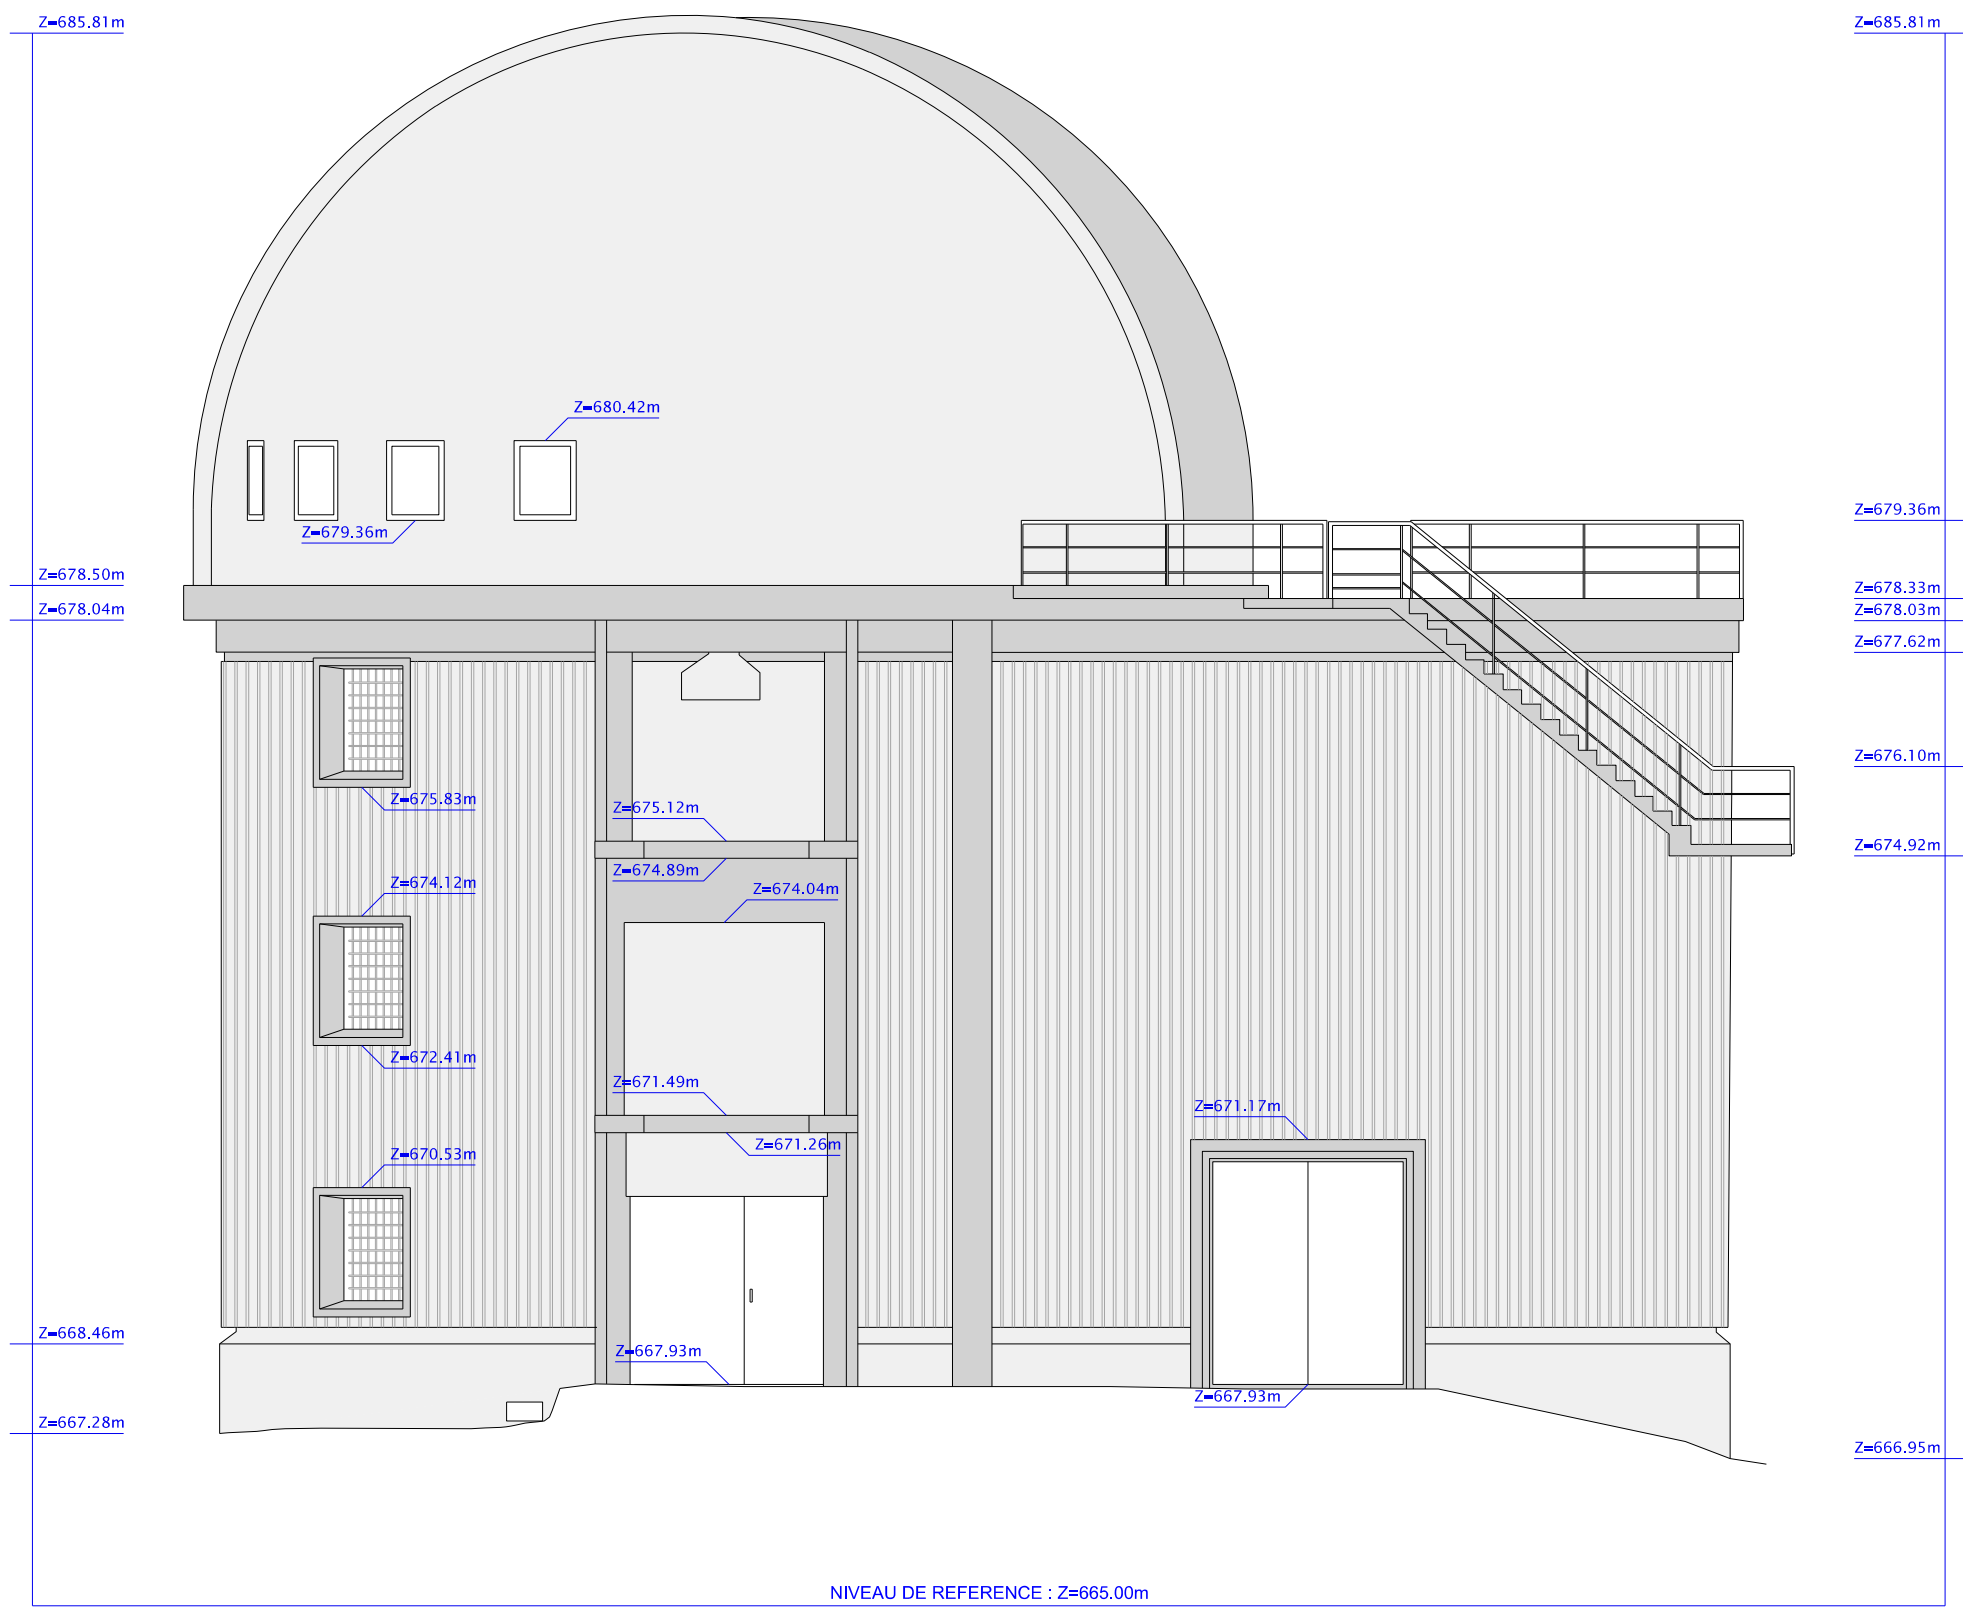 Z=685.81m
Z=685.81m
Z=680.42m
Z=679.36m
Z=679.36m
Z=678.50m
Z=678.33m
Z=678.04m
Z=678.03m
Z=677.62m
Z=676.10m
Z=675.83m
Z=675.12m
Z=674.92m
Z=674.89m
Z=674.12m
Z=674.04m
Z=672.41m
Z=671.49m
Z=671.17m
Z=671.26m
Z=670.53m
Z=668.46m
Z=667.93m
Z=667.93m
Z=667.28m
Z=666.95m
NIVEAU DE REFERENCE : Z=665.00m